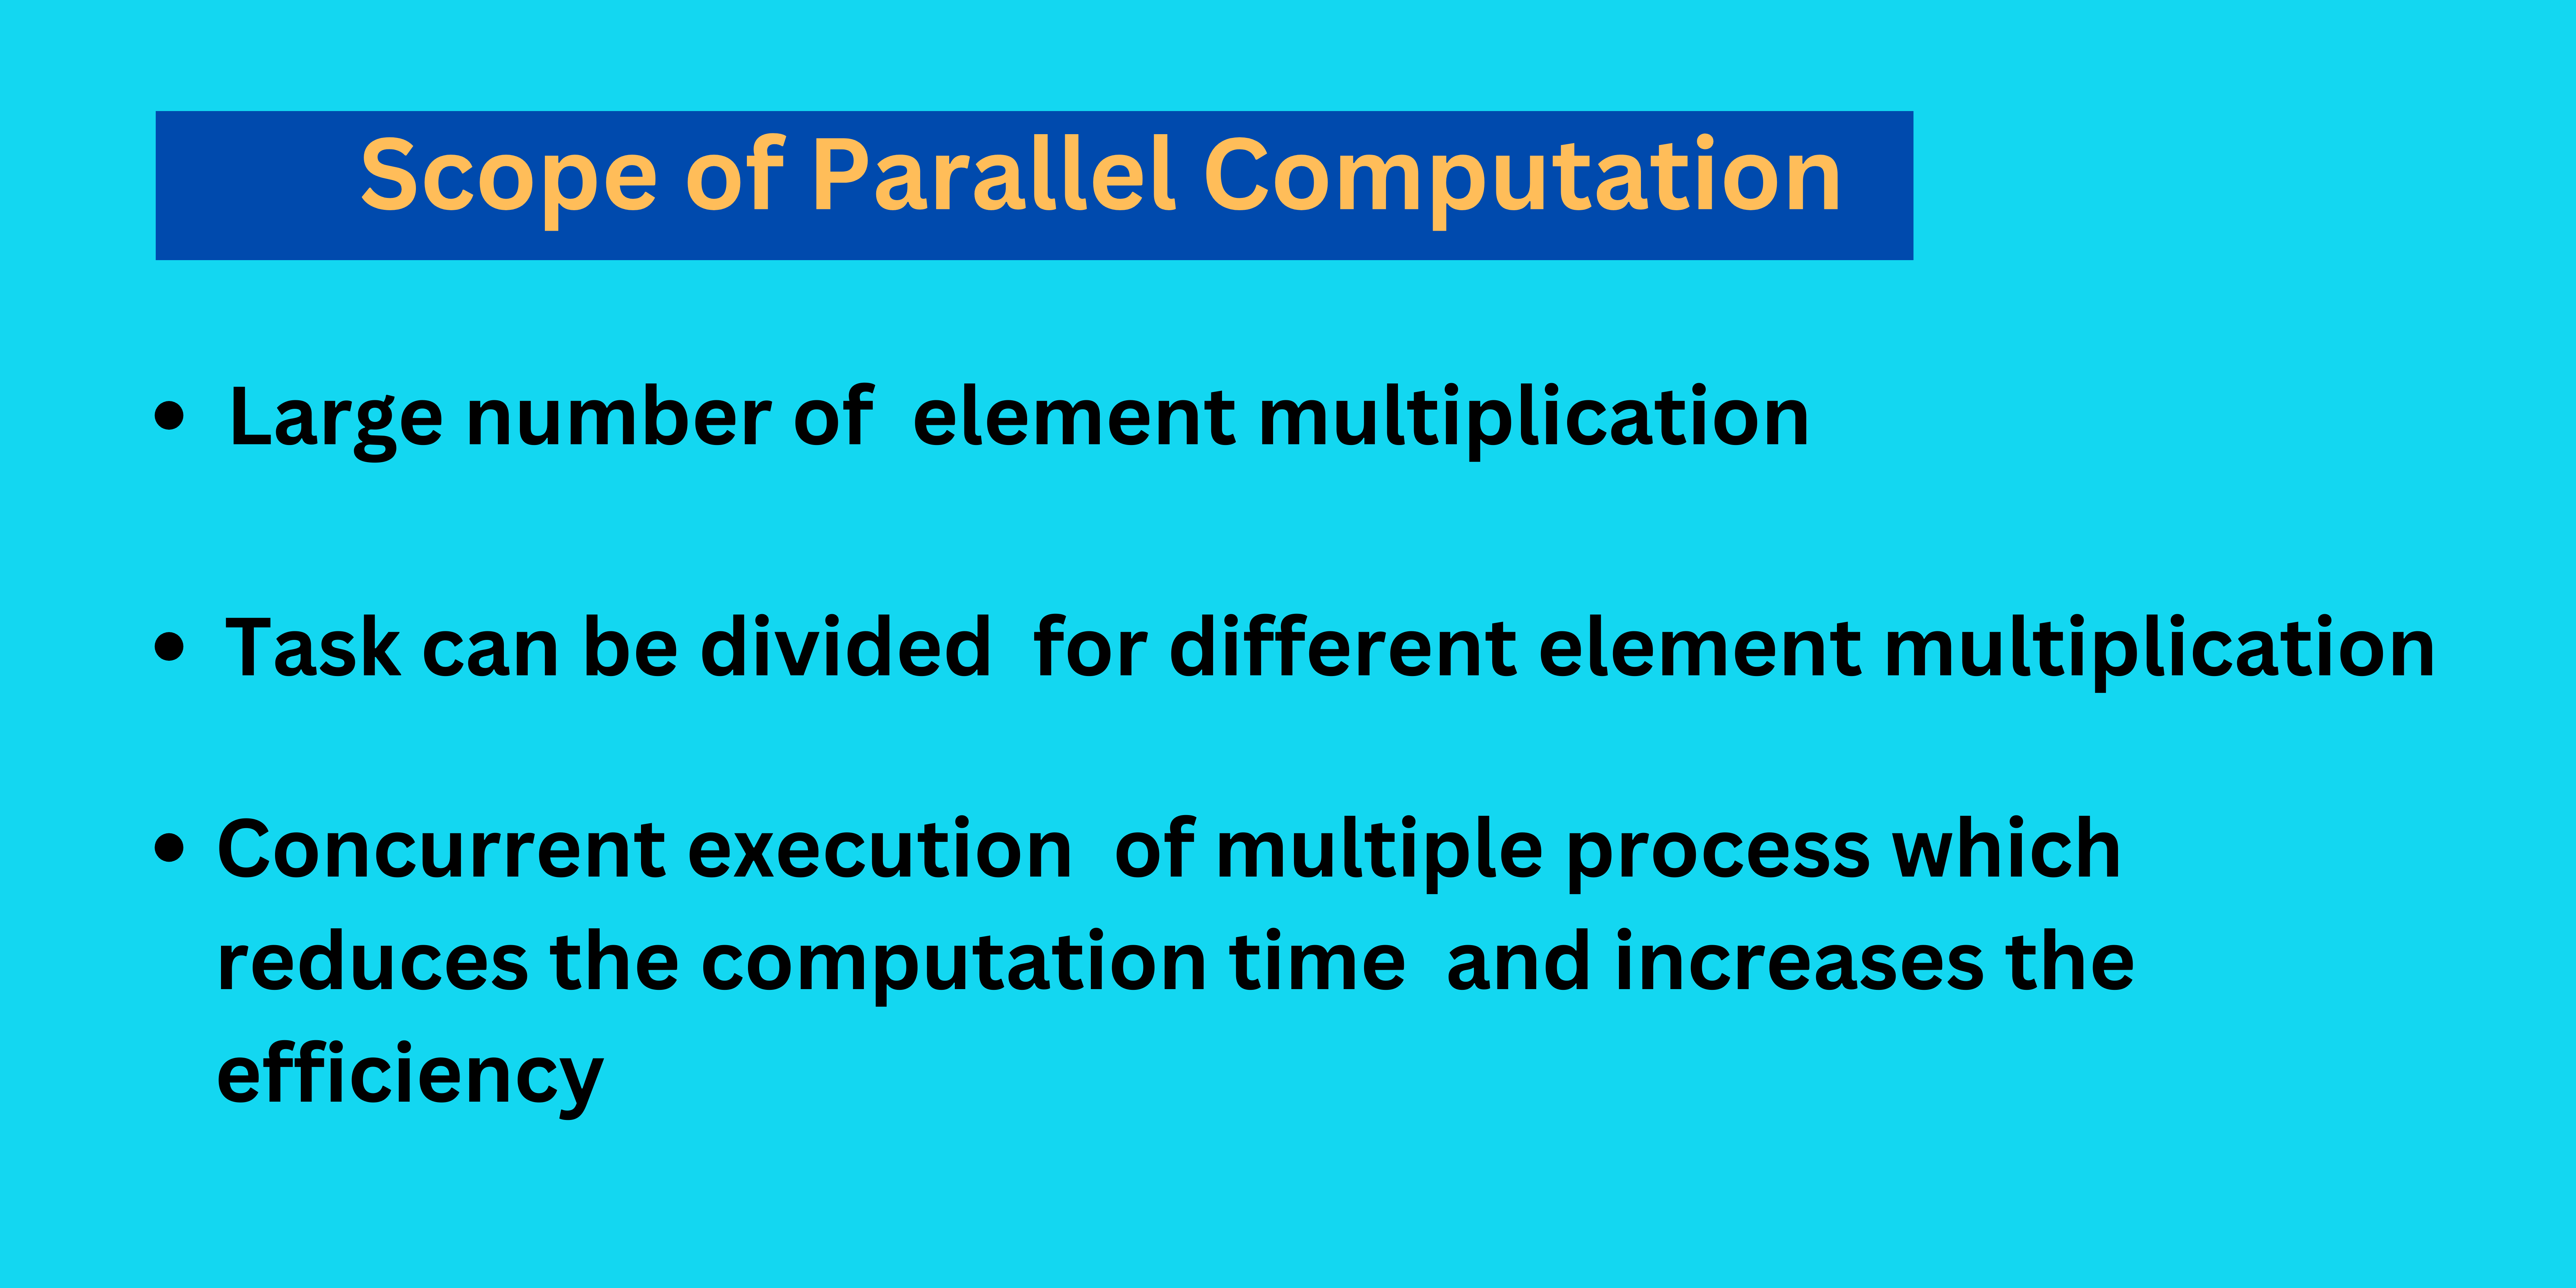 Scope of Parallel Computation
• Large number of  element multiplication
• Task can be divided  for different element multiplication
• Concurrent execution  of multiple process which
reduces the computation time  and increases the
efficiency